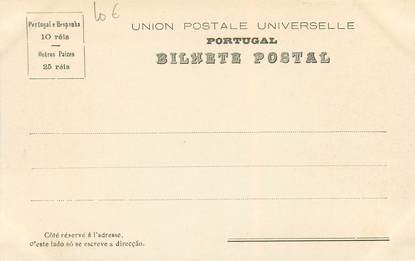 10 €
Portugal e Hespanha
10 réis
Outros Paizes
25 réis
UNION POSTALE UNIVERSELLE
PORTUGAL
BILHETE POSTAL
Côté réservé à l'adresse.
N'este lado só se escreve a direcção.